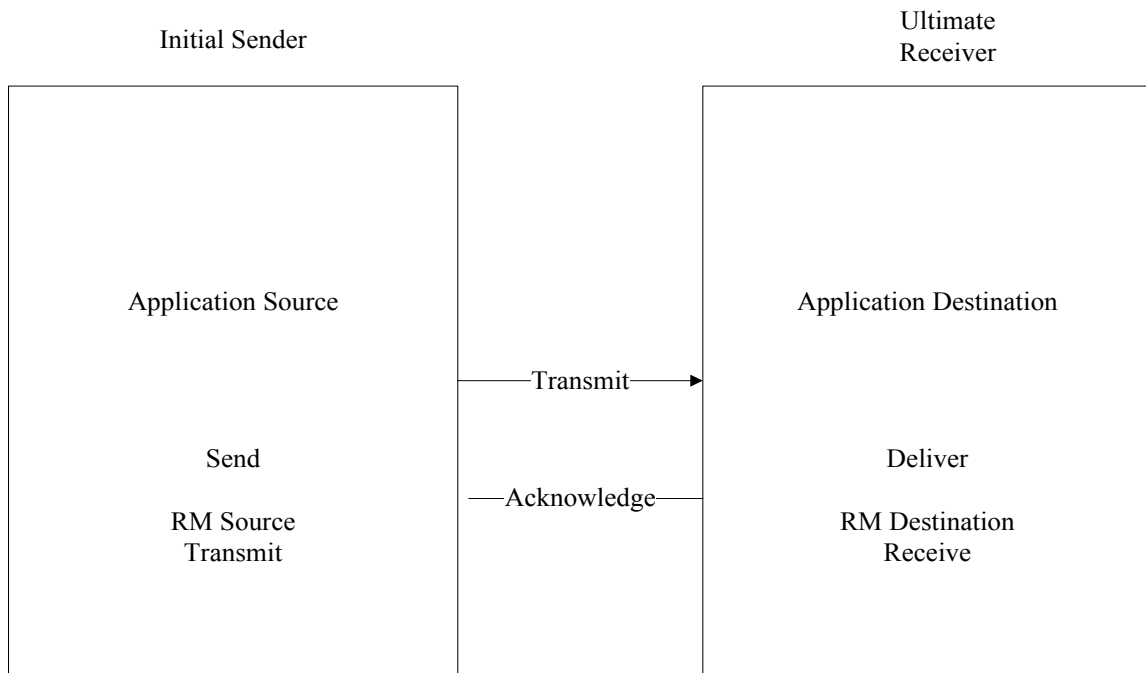 Initial Sender
Ultimate
Receiver
Application Source
Application Destination
Transmit
Send
Deliver
Acknowledge
RM Source
Transmit
RM Destination
Receive